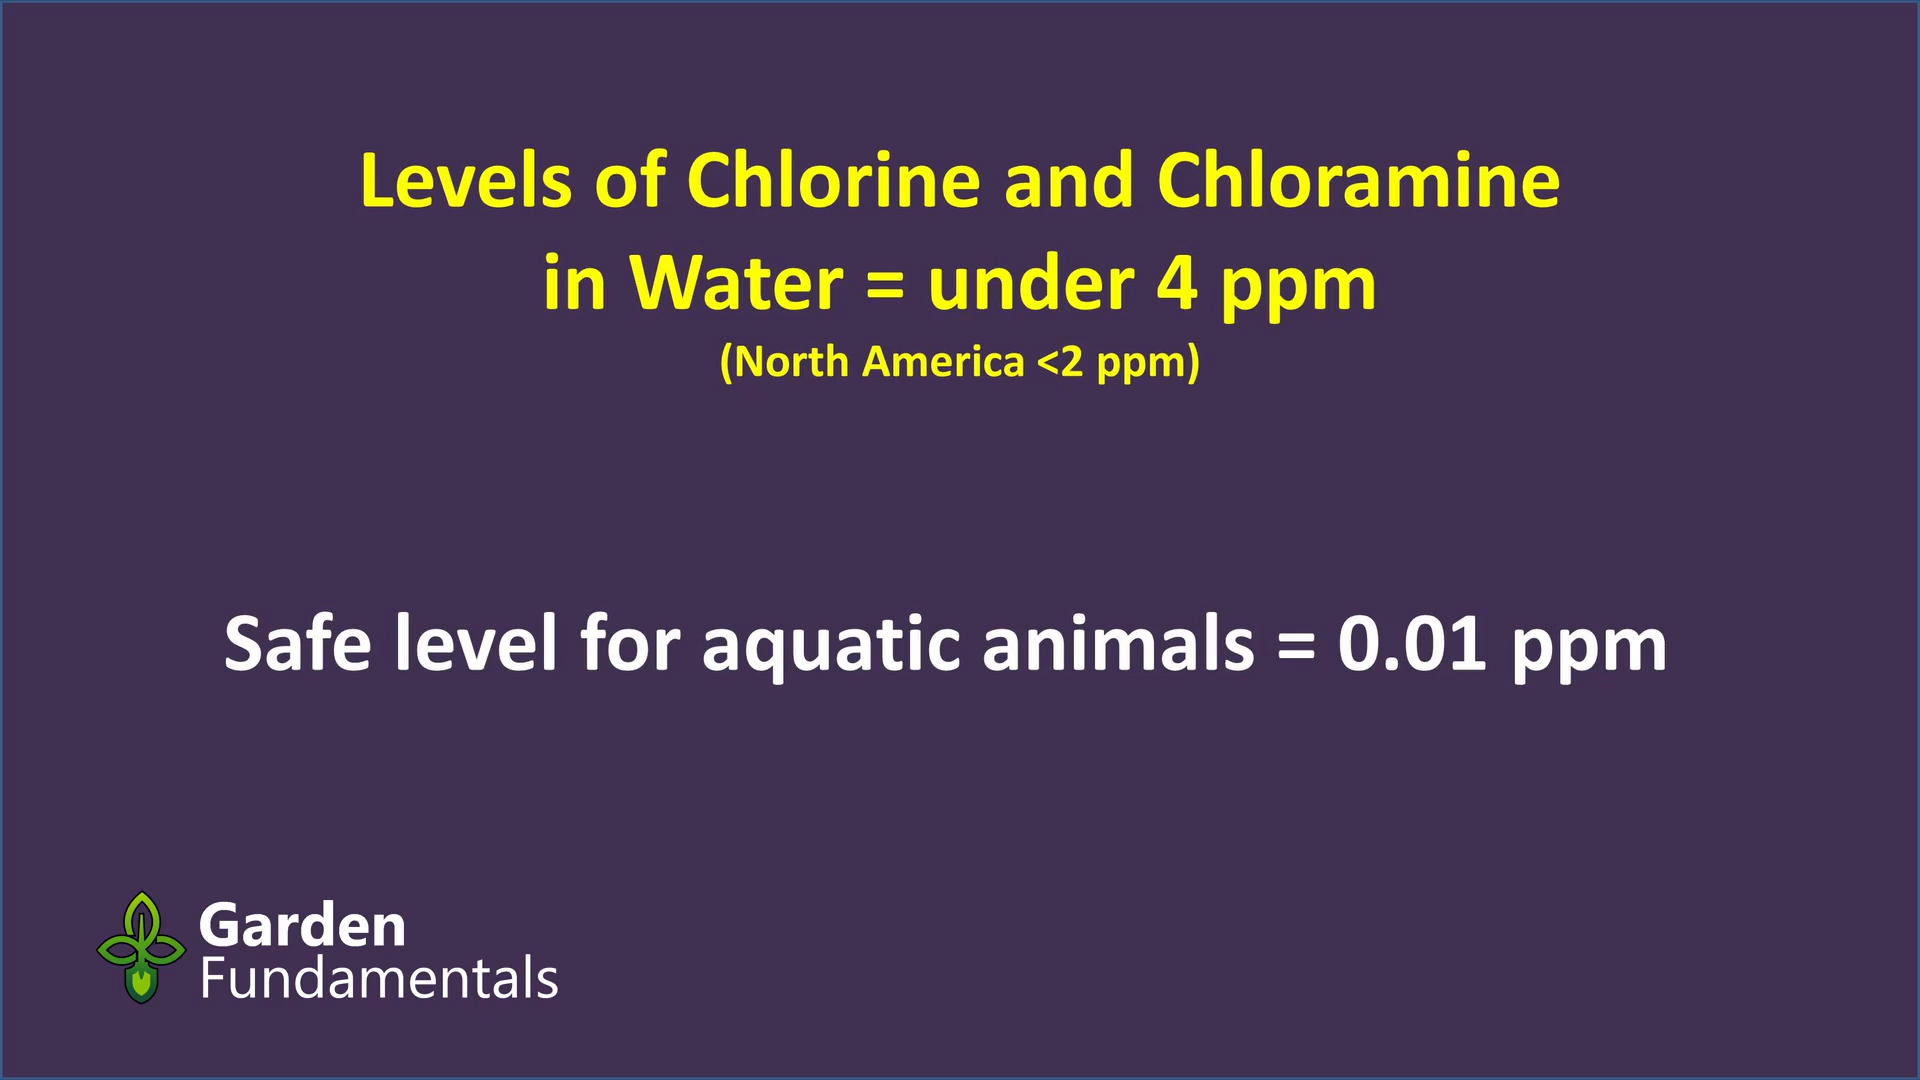 Levels of Chlorine and Chloramine
in Water = under 4 ppm
(North America <2 ppm)
Safe level for aquatic animals = 0.01 ppm
Garden
Fundamentals